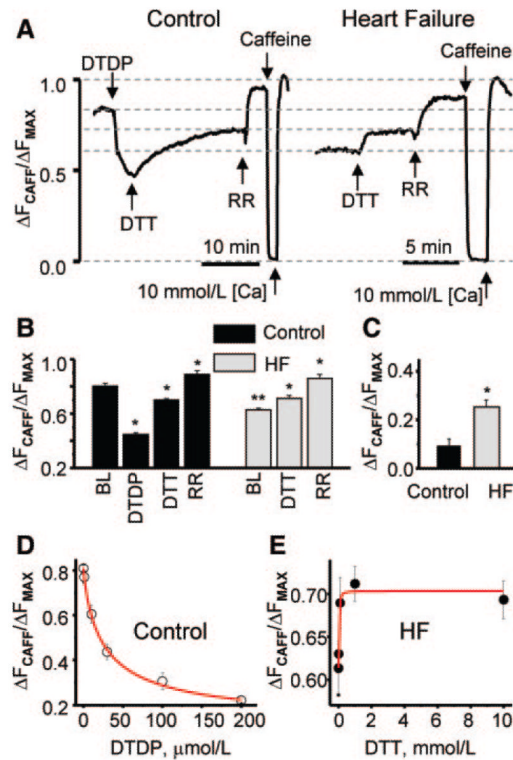 A
Control
Heart Failure
DTDP
Caffeine
Caffeine
ΔF_CAFF/ΔF_MAX
1.0
0.5
0.0
DTT
RR
DTT
RR
10 min
5 min
10 mmol/L [Ca]
10 mmol/L [Ca]
B
Control
HF
ΔF_CAFF/ΔF_MAX
1.0
0.8
0.6
0.4
0.2
*
*
*
**
*
*
BL
DTDP
DTT
RR
BL
DTT
RR
C
ΔF_CAFF/ΔF_MAX
0.4
0.2
0.0
*
Control
HF
D
ΔF_CAFF/ΔF_MAX
0.8
0.6
0.4
0.2
Control
0 50 100 150 200
DTDP, μmol/L
E
ΔF_CAFF/ΔF_MAX
0.70
0.65
0.60
HF
0 2 4 6 8 10
DTT, mmol/L